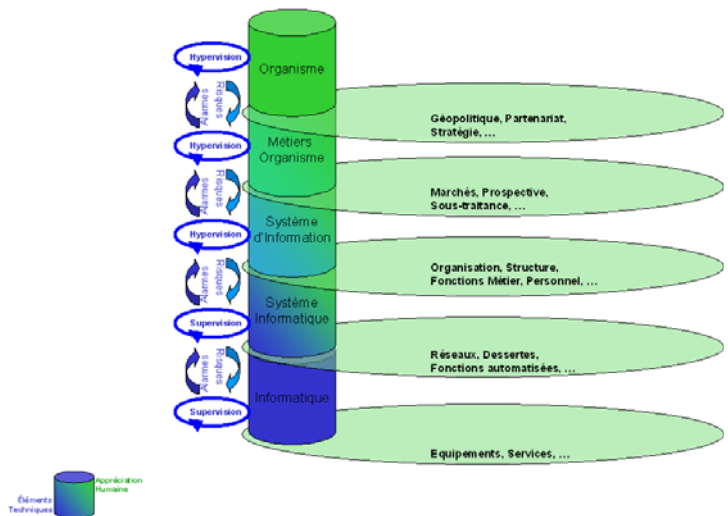 Hypervision
Organisme
Alarmes
Risques
Géopolitique, Partenariat,
Stratégie, ...
Hypervision
Métiers
Organisme
Alarmes
Risques
Marchés, Prospective,
Sous-traitance, ...
Hypervision
Système
d'Information
Alarmes
Risques
Organisation, Structure,
Fonctions Métier, Personnel, ...
Supervision
Système
Informatique
Alarmes
Risques
Réseaux, Dessertes,
Fonctions automatisées, ...
Informatique
Supervision
Equipements, Services, ...
Appréciation
Humaine
Éléments
Techniques